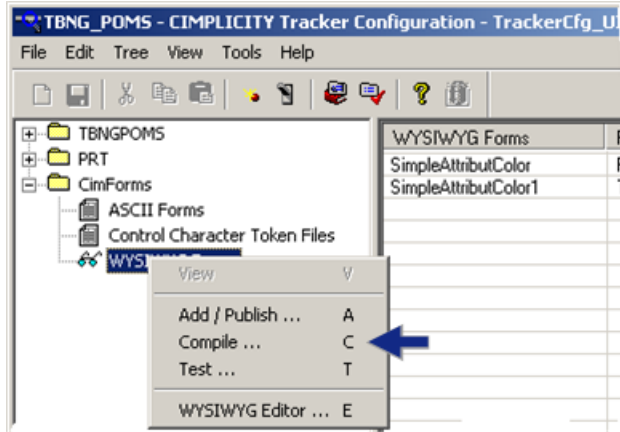 TBNG_POMS - CIMPLICITY Tracker Configuration - TrackerCfg_UI
File Edit Tree View Tools Help
TBNGPOMS
PRT
CimForms
ASCII Forms
Control Character Token Files
WYSIWYG Forms
SimpleAttributColor
SimpleAttributColor1
View V
Add / Publish ... A
Compile ... C
Test ... T
WYSIWYG Editor ... E